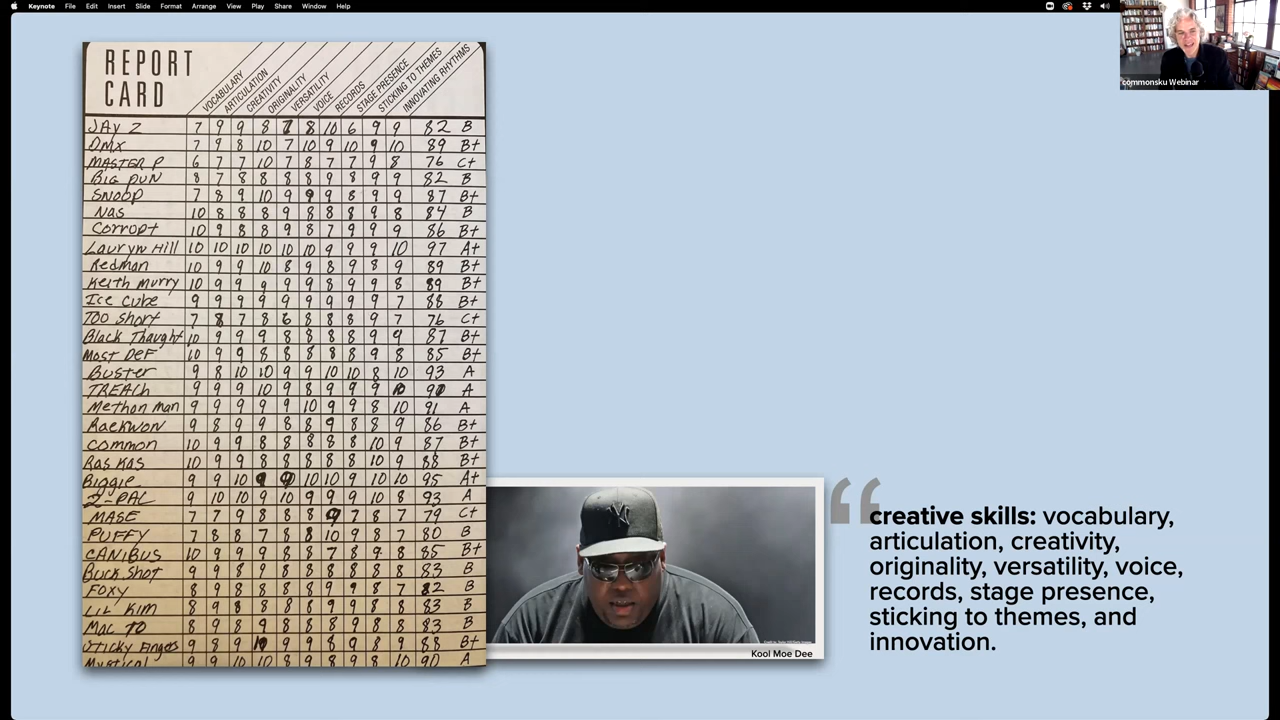 Keynote File Edit Insert Slide Format Arrange View Play Share Window Help
commonsku Webinar
REPORT
CARD
VOCABULARY
ARTICULATION
CREATIVITY
ORIGINALITY
VERSATILITY
VOICE
RECORDS
STAGE PRESENCE
STICKING TO THEMES
INNOVATING RHYTHMS
JAY Z 7 9 9 8 7 8 10 6 9 9 82 B
DMX 7 9 8 10 7 10 9 10 9 10 89 B+
MASTER P 6 7 7 10 7 8 7 7 9 8 76 C+
BIG PUN 8 7 8 8 8 8 9 8 9 9 82 B
SNOOP 7 8 9 10 9 9 9 8 9 9 87 B+
Nas 10 8 8 8 9 8 8 8 9 8 84 B
Corrupt 10 9 8 8 9 8 7 9 9 9 86 B+
Lauryn Hill 10 10 10 10 10 10 9 9 9 10 97 A+
Redman 10 9 9 10 8 9 8 9 8 9 89 B+
Keith Murry 10 9 9 9 9 9 8 9 9 8 89 B+
Ice Cube 9 9 9 9 9 9 9 9 9 7 88 B+
TOO Short 7 8 7 8 6 8 8 8 9 7 76 C+
Black Thaught 10 9 9 9 8 8 8 8 9 9 87 B+
Most DEF 10 9 9 8 8 8 8 8 9 8 85 B+
Buster 9 8 10 10 9 9 10 10 8 10 93 A
TREACh 9 9 9 10 9 8 9 9 9 10 90 A
Methon man 9 9 9 9 9 10 9 9 8 10 91 A
Raekwon 9 8 9 9 8 8 9 8 8 9 86 B+
Common 10 9 9 8 8 8 8 8 10 9 87 B+
Ras Kas 10 9 9 8 8 8 8 8 10 9 88 B+
Biggie 9 9 10 9 9 10 10 9 10 10 95 A+
2-PAC 9 10 10 9 10 9 9 9 10 8 93 A
MASE 7 7 9 8 8 8 9 7 8 7 79 C+
PUFFY 7 8 8 7 8 8 10 9 8 7 80 B
CANIBUS 10 9 9 9 8 8 7 8 9 8 85 B+
Buck Shot 9 9 8 9 8 8 8 8 8 8 83 B
FOXY 8 9 8 8 8 8 9 9 8 7 82 B
LIL KIM 8 9 8 8 8 8 9 9 8 8 83 B
Mac TO 8 9 8 9 8 9 8 8 8 8 83 B
Sticky Fingers 9 8 9 10 9 9 8 9 9 8 88 B+
Mystical 9 9 10 10 8 9 8 9 8 10 90 A
Kool Moe Dee
“creative skills: vocabulary,
articulation, creativity,
originality, versatility, voice,
records, stage presence,
sticking to themes, and
innovation.